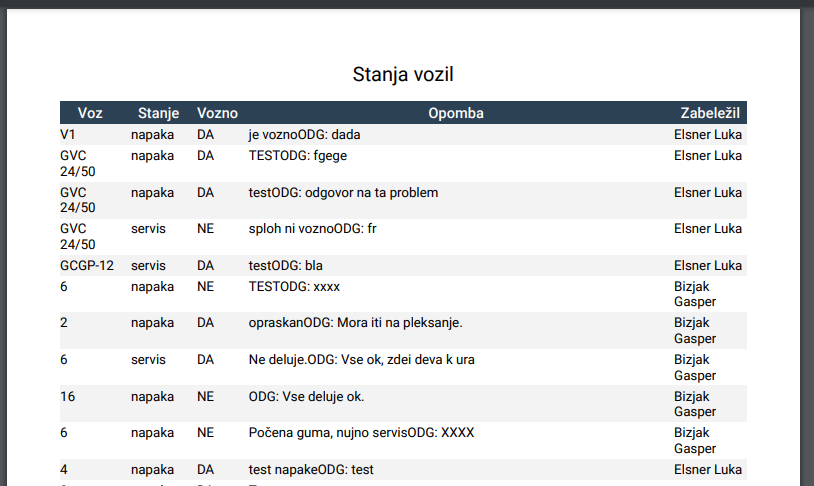 Stanja vozil
Voz Stanje Vozno Opomba Zabeležil
V1 napaka DA je voznoODG: dada Elsner Luka
GVC napaka DA TESTODG: fgege Elsner Luka
24/50
GVC napaka DA testODG: odgovor na ta problem Elsner Luka
24/50
GVC servis NE sploh ni voznoODG: fr Elsner Luka
24/50
GCGP-12 servis DA testODG: bla Elsner Luka
6 napaka NE TESTODG: xxxx Bizjak
Gasper
2 napaka DA opraskanODG: Mora iti na pleksanje. Bizjak
Gasper
6 servis DA Ne deluje.ODG: Vse ok, zdei deva k ura Bizjak
Gasper
16 napaka NE ODG: Vse deluje ok. Bizjak
Gasper
6 napaka NE Počena guma, nujno servisODG: XXXX Bizjak
Gasper
4 napaka DA test napakeODG: test Elsner Luka